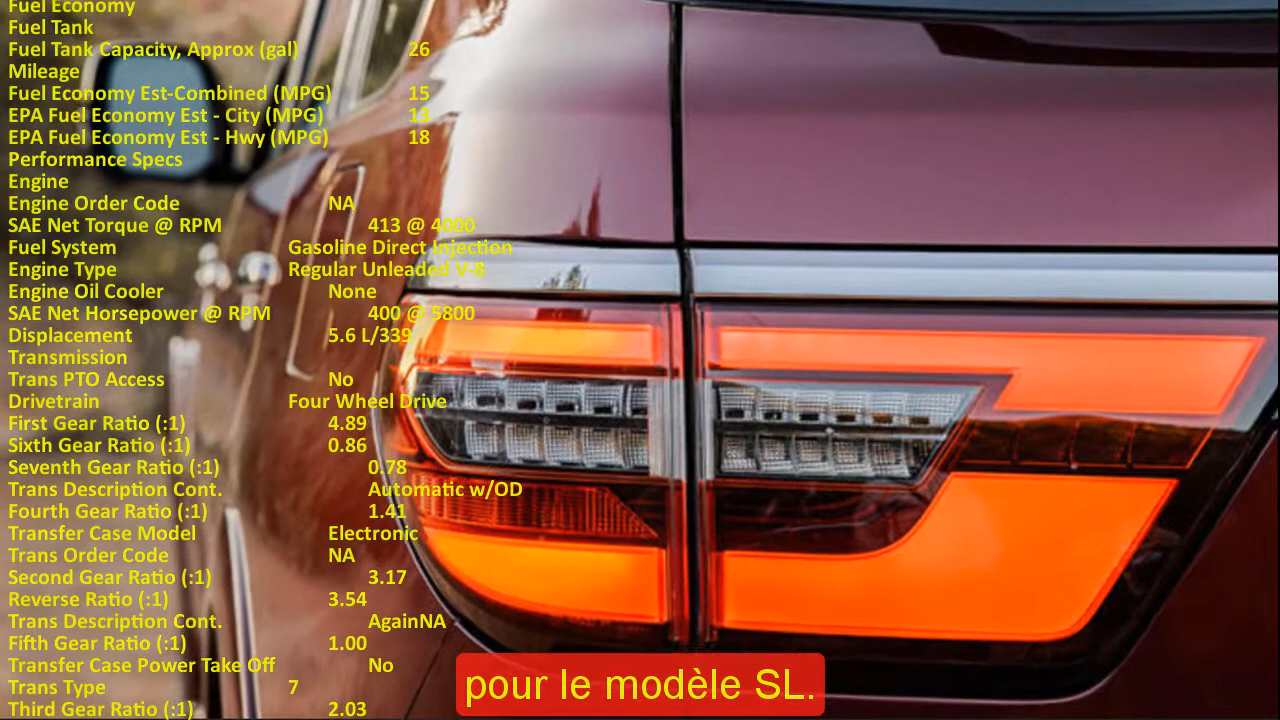 Fuel Economy
Fuel Tank
Fuel Tank Capacity, Approx (gal) 26
Mileage
Fuel Economy Est-Combined (MPG) 15
EPA Fuel Economy Est - City (MPG) 13
EPA Fuel Economy Est - Hwy (MPG) 18
Performance Specs
Engine
Engine Order Code NA
SAE Net Torque @ RPM 413 @ 4000
Fuel System Gasoline Direct Injection
Engine Type Regular Unleaded V-8
Engine Oil Cooler None
SAE Net Horsepower @ RPM 400 @ 5800
Displacement 5.6 L/339
Transmission
Trans PTO Access No
Drivetrain Four Wheel Drive
First Gear Ratio (:1) 4.89
Sixth Gear Ratio (:1) 0.86
Seventh Gear Ratio (:1) 0.78
Trans Description Cont. Automatic w/OD
Fourth Gear Ratio (:1) 1.41
Transfer Case Model Electronic
Trans Order Code NA
Second Gear Ratio (:1) 3.17
Reverse Ratio (:1) 3.54
Trans Description Cont. AgainNA
Fifth Gear Ratio (:1) 1.00
Transfer Case Power Take Off No
Trans Type 7
Third Gear Ratio (:1) 2.03
pour le modèle SL.